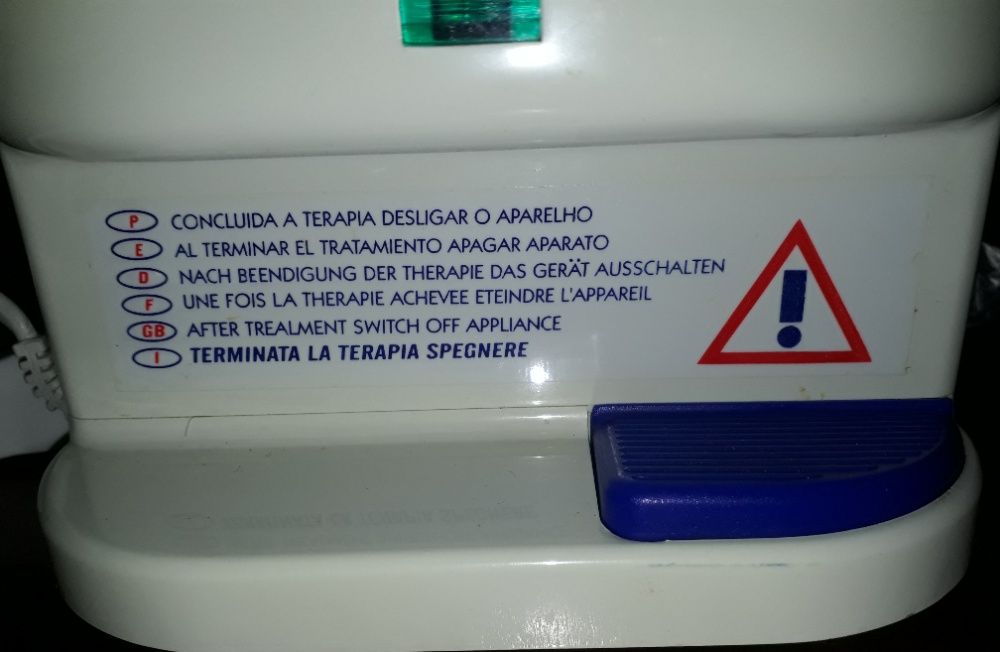 P CONCLUIDA A TERAPIA DESLIGAR O APARELHO
E AL TERMINAR EL TRATAMIENTO APAGAR APARATO
D NACH BEENDIGUNG DER THERAPIE DAS GERÄT AUSSCHALTEN
F UNE FOIS LA THERAPIE ACHEVEE ETEINDRE L'APPAREIL
GB AFTER TREALMENT SWITCH OFF APPLIANCE
I TERMINATA LA TERAPIA SPEGNERE